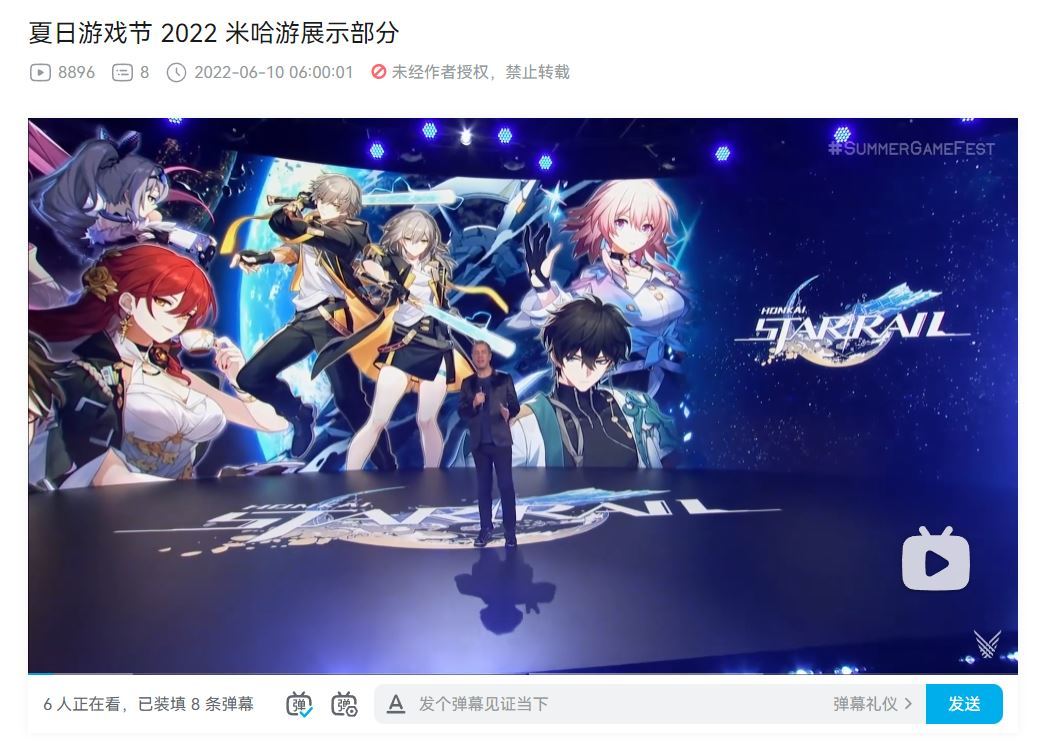 夏日游戏节 2022 米哈游展示部分
8896 8 2022-06-10 06:00:01 未经作者授权，禁止转载
#SUMMERGAMEFEST
HONKAI
STAR RAIL
HONKAI
STAR RAIL
6 人正在看，已装填 8 条弹幕 弹 弹 A 发个弹幕见证当下 弹幕礼仪 > 发送